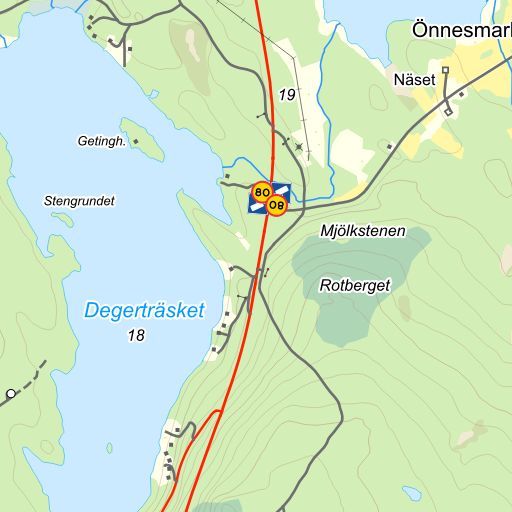 Önnesmark
Näset
19
Getingh.
80
80
Stengrundet
Mjölkstenen
Rotberget
Degerträsket
18